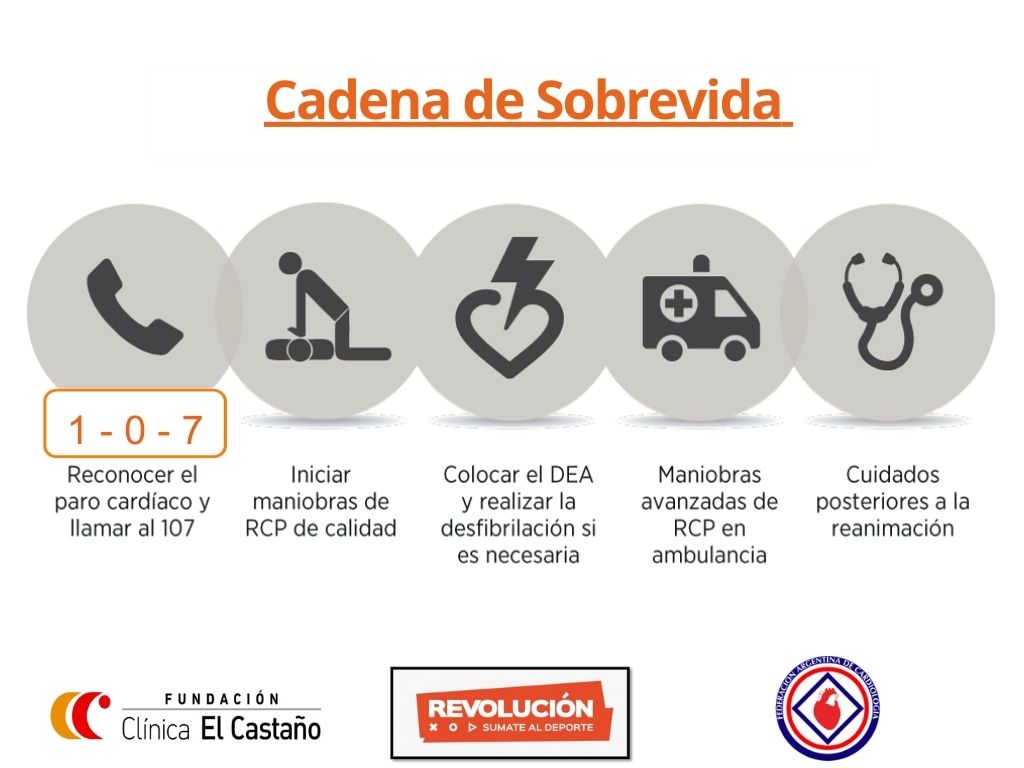 Cadena de Sobrevida
1 - 0 - 7
Reconocer el
paro cardíaco y
llamar al 107
Iniciar
maniobras de
RCP de calidad
Colocar el DEA
y realizar la
desfibrilación si
es necesaria
Maniobras
avanzadas de
RCP en
ambulancia
Cuidados
posteriores a la
reanimación
FUNDACIÓN
Clínica El Castaño
REVOLUCIÓN
SUMATE AL DEPORTE
FEDERACIÓN ARGENTINA DE CARDIOLOGÍA